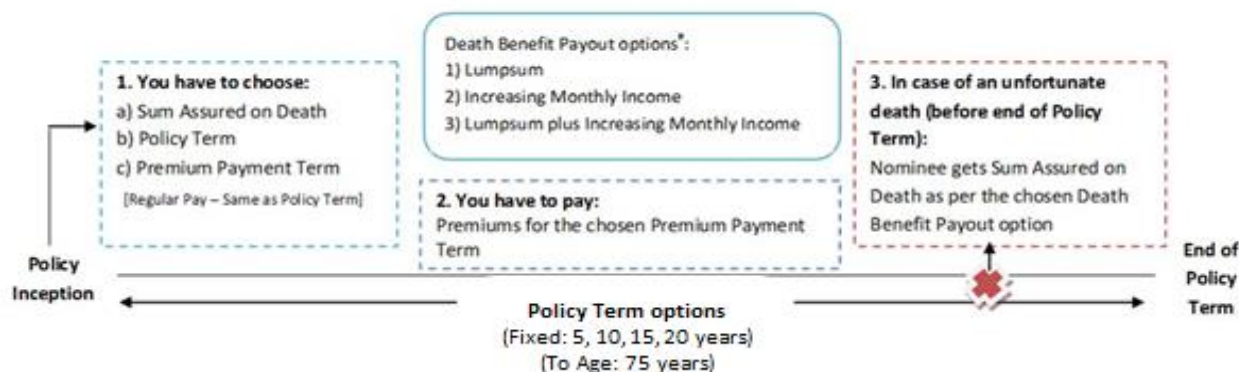 Death Benefit Payout options*:
1) Lumpsum
2) Increasing Monthly Income
3) Lumpsum plus Increasing Monthly Income
1. You have to choose:
a) Sum Assured on Death
b) Policy Term
c) Premium Payment Term
[Regular Pay – Same as Policy Term]
2. You have to pay:
Premiums for the chosen Premium Payment
Term
3. In case of an unfortunate
death (before end of Policy
Term):
Nominee gets Sum Assured on
Death as per the chosen Death
Benefit Payout option
Policy
Inception
End of
Policy
Term
Policy Term options
(Fixed: 5, 10, 15, 20 years)
(To Age: 75 years)